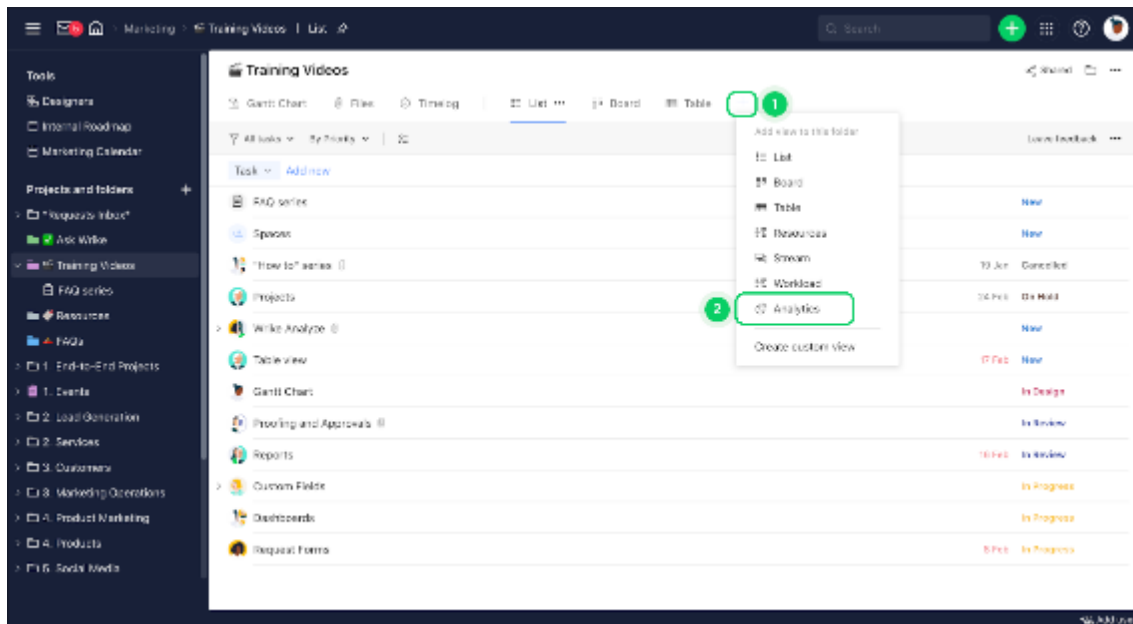 Marketing > Training Videos | List
Search
Tools
Designers
Internal Roadmap
Marketing Calendar
Projects and folders +
*Requests Inbox*
Ask Wrike
Training Videos
FAQ series
Resources
FAQs
1. End-to-End Projects
1. Events
2. Lead Generation
2. Services
3. Customers
3. Marketing Operations
4. Product Marketing
4. Products
5. Social Media
Training Videos
Shared
Gantt Chart Files Timelog List Board Table 1
All tasks By Priority
Leave feedback
Task Add new
FAQ series New
Spaces New
"How to" series 19 Jan Cancelled
Projects 24 Feb On Hold
Wrike Analyze New
Table view 17 Feb New
Gantt Chart In Design
Proofing and Approvals In Review
Reports In Review
Custom Fields In Progress
Dashboards In Progress
Request Forms In Progress
Add view to this folder
List
Board
Table
Resources
Stream
Workload
2 Analytics
Create custom view